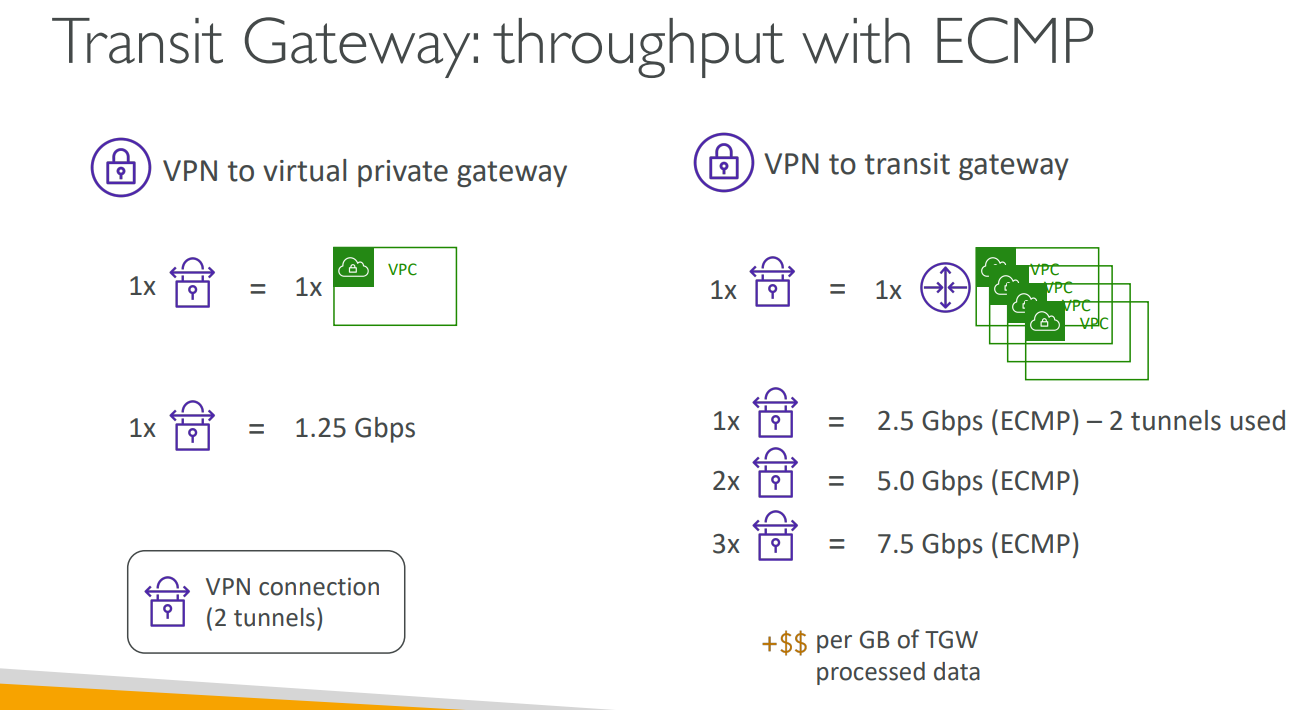 Transit Gateway: throughput with ECMP
VPN to virtual private gateway
1x = 1x VPC
1x = 1.25 Gbps
VPN connection
(2 tunnels)
VPN to transit gateway
1x = 1x VPC
VPC
VPC
VPC
1x = 2.5 Gbps (ECMP) – 2 tunnels used
2x = 5.0 Gbps (ECMP)
3x = 7.5 Gbps (ECMP)
+$$ per GB of TGW
processed data